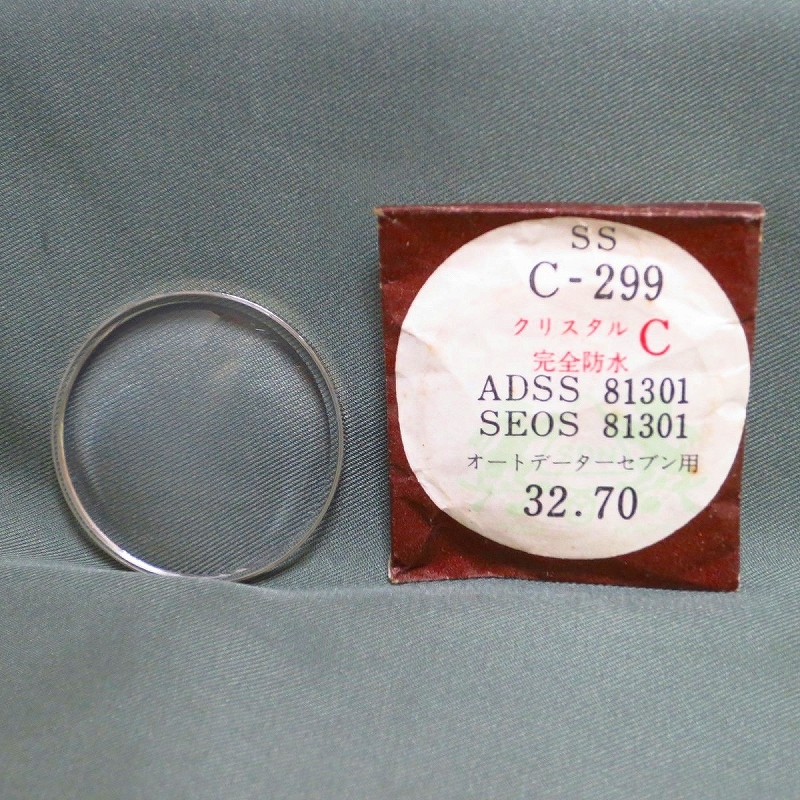 SS
C-299
クリスタル C
完全防水
ADSS 81301
SEOS 81301
オートデーターセブン用
32.70